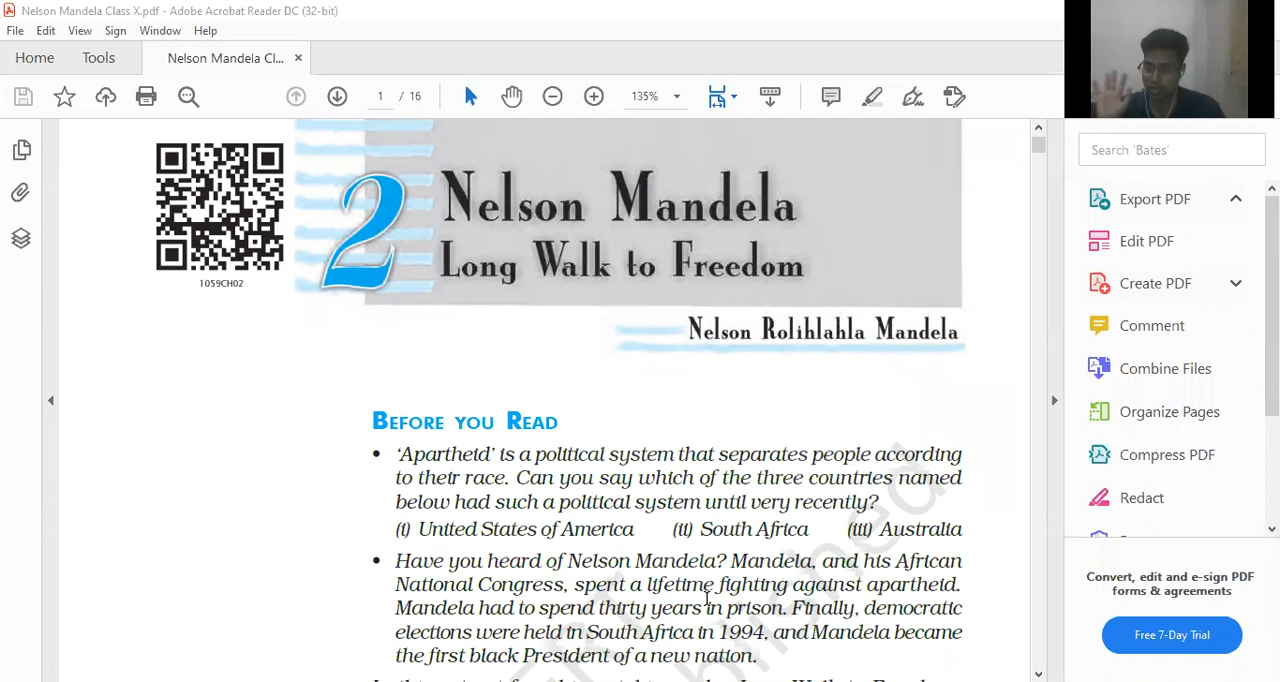 Nelson Mandela Class X.pdf - Adobe Acrobat Reader DC (32-bit)
File Edit View Sign Window Help
Home Tools Nelson Mandela Cl... ×
1 / 16 135%
Search 'Bates'
Export PDF
Edit PDF
Create PDF
Comment
Combine Files
Organize Pages
Compress PDF
Redact
Convert, edit and e-sign PDF
forms & agreements
Free 7-Day Trial
1059CH02
2
Nelson Mandela
Long Walk to Freedom
Nelson Rolihlahla Mandela
BEFORE YOU READ
• ‘Apartheid’ is a political system that separates people according
to their race. Can you say which of the three countries named
below had such a political system until very recently?
(i) United States of America (ii) South Africa (iii) Australia
• Have you heard of Nelson Mandela? Mandela, and his African
National Congress, spent a lifetime fighting against apartheid.
Mandela had to spend thirty years in prison. Finally, democratic
elections were held in South Africa in 1994, and Mandela became
the first black President of a new nation.